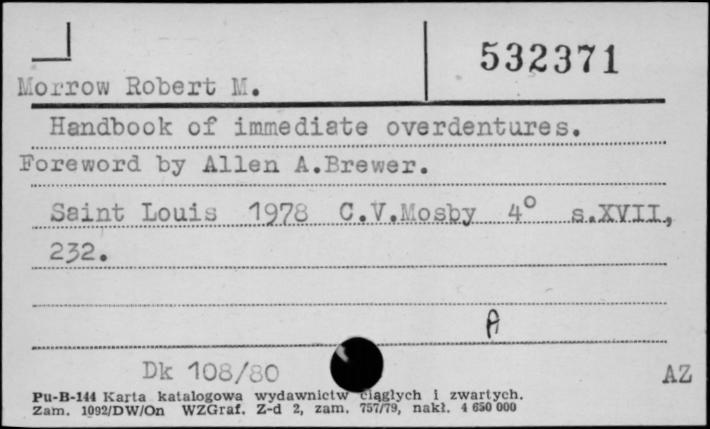 532371
Morrow Robert M.
Handbook of immediate overdentures.
Foreword by Allen A.Brewer.
Saint Louis 1978 C.V.Mosby 4° s.XVII,
232.
A
Dk 108/80
AZ
Pu-B-144 Karta katalogowa wydawnictw ciągłych i zwartych.
Zam. 1092/DW/On WZGraf. Z-d 2, zam. 757/79, nakł. 4 650 000